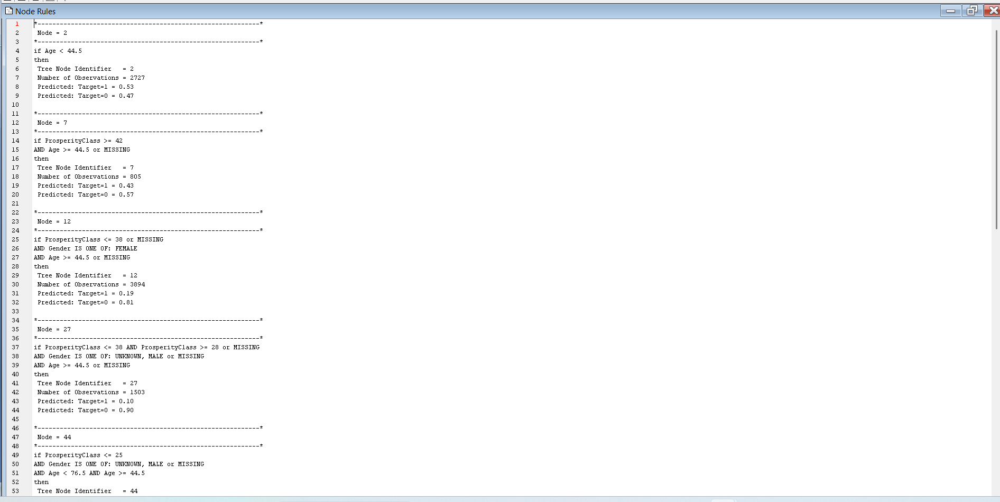 Node Rules
1 *------------------------------------------------------------*
2 Node = 2
3 *------------------------------------------------------------*
4 if Age < 44.5
5 then
6 Tree Node Identifier   = 2
7 Number of Observations = 2727
8 Predicted: Target=1 = 0.53
9 Predicted: Target=0 = 0.47
10
11 *------------------------------------------------------------*
12 Node = 7
13 *------------------------------------------------------------*
14 if ProsperityClass >= 42
15 AND Age >= 44.5 or MISSING
16 then
17 Tree Node Identifier   = 7
18 Number of Observations = 805
19 Predicted: Target=1 = 0.43
20 Predicted: Target=0 = 0.57
21
22 *------------------------------------------------------------*
23 Node = 12
24 *------------------------------------------------------------*
25 if ProsperityClass <= 38 or MISSING
26 AND Gender IS ONE OF: FEMALE
27 AND Age >= 44.5 or MISSING
28 then
29 Tree Node Identifier   = 12
30 Number of Observations = 3894
31 Predicted: Target=1 = 0.19
32 Predicted: Target=0 = 0.81
33
34 *------------------------------------------------------------*
35 Node = 27
36 *------------------------------------------------------------*
37 if ProsperityClass <= 38 AND ProsperityClass >= 28 or MISSING
38 AND Gender IS ONE OF: UNKNOWN, MALE or MISSING
39 AND Age >= 44.5 or MISSING
40 then
41 Tree Node Identifier   = 27
42 Number of Observations = 1503
43 Predicted: Target=1 = 0.10
44 Predicted: Target=0 = 0.90
45
46 *------------------------------------------------------------*
47 Node = 44
48 *------------------------------------------------------------*
49 if ProsperityClass <= 25
50 AND Gender IS ONE OF: UNKNOWN, MALE or MISSING
51 AND Age < 76.5 AND Age >= 44.5
52 then
53 Tree Node Identifier   = 44